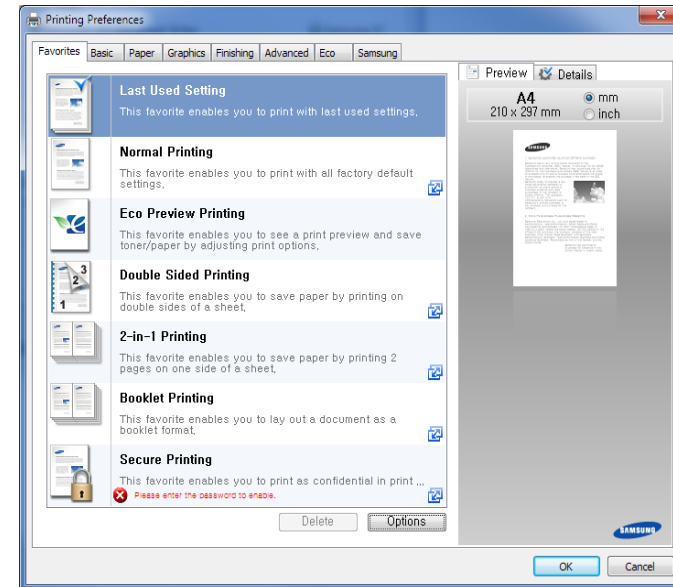 Printing Preferences
Favorites Basic Paper Graphics Finishing Advanced Eco Samsung
Last Used Setting
This favorite enables you to print with last used settings.
Normal Printing
This favorite enables you to print with all factory default
settings.
Eco Preview Printing
This favorite enables you to see a print preview and save
toner/paper by adjusting print options.
Double Sided Printing
This favorite enables you to save paper by printing on
double sides of a sheet.
1 2 3
2-in-1 Printing
This favorite enables you to save paper by printing 2
pages on one side of a sheet.
Booklet Printing
This favorite enables you to lay out a document as a
booklet format.
Secure Printing
This favorite enables you to print as confidential in print ...
Please enter the password to enable.
Delete Options
Preview Details
A4
210 x 297 mm
mm
inch
SAMSUNG
SAMSUNG
OK Cancel